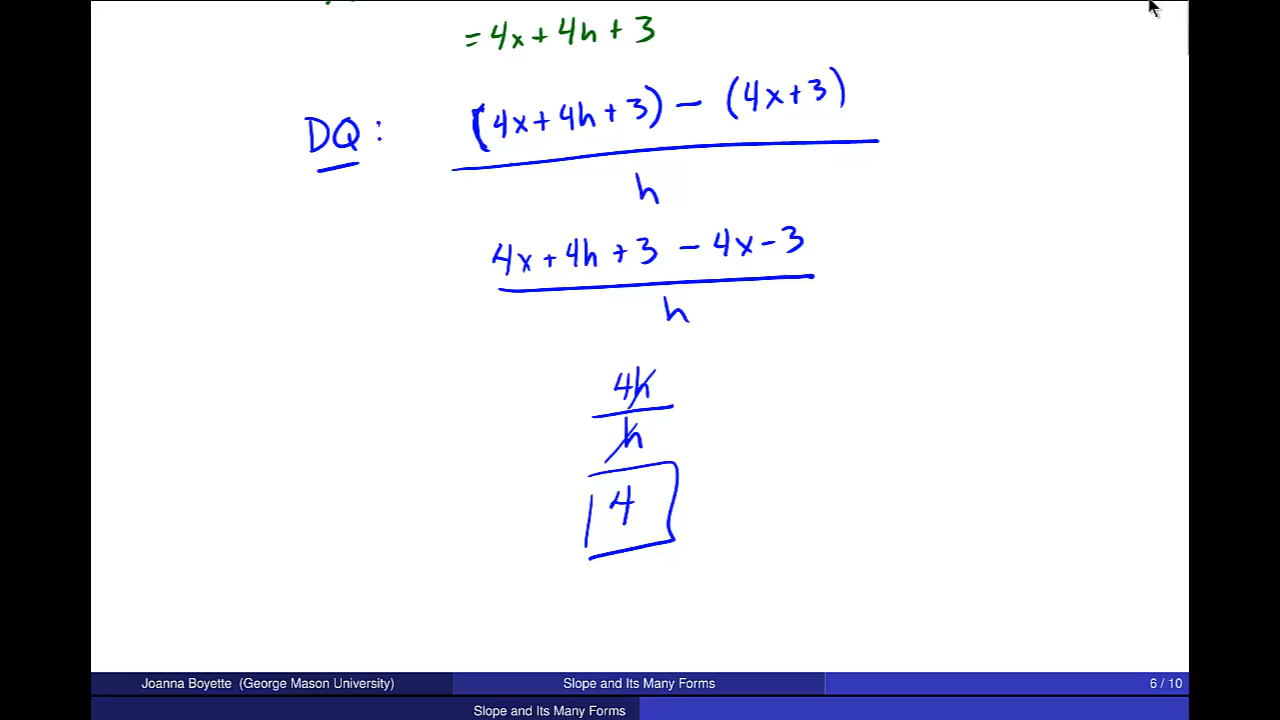 = 4x + 4h + 3
DQ: (4x + 4h + 3) − (4x + 3)
h
4x + 4h + 3 − 4x − 3
h
4h
h
4
Joanna Boyette (George Mason University) Slope and Its Many Forms 6 / 10
Slope and Its Many Forms